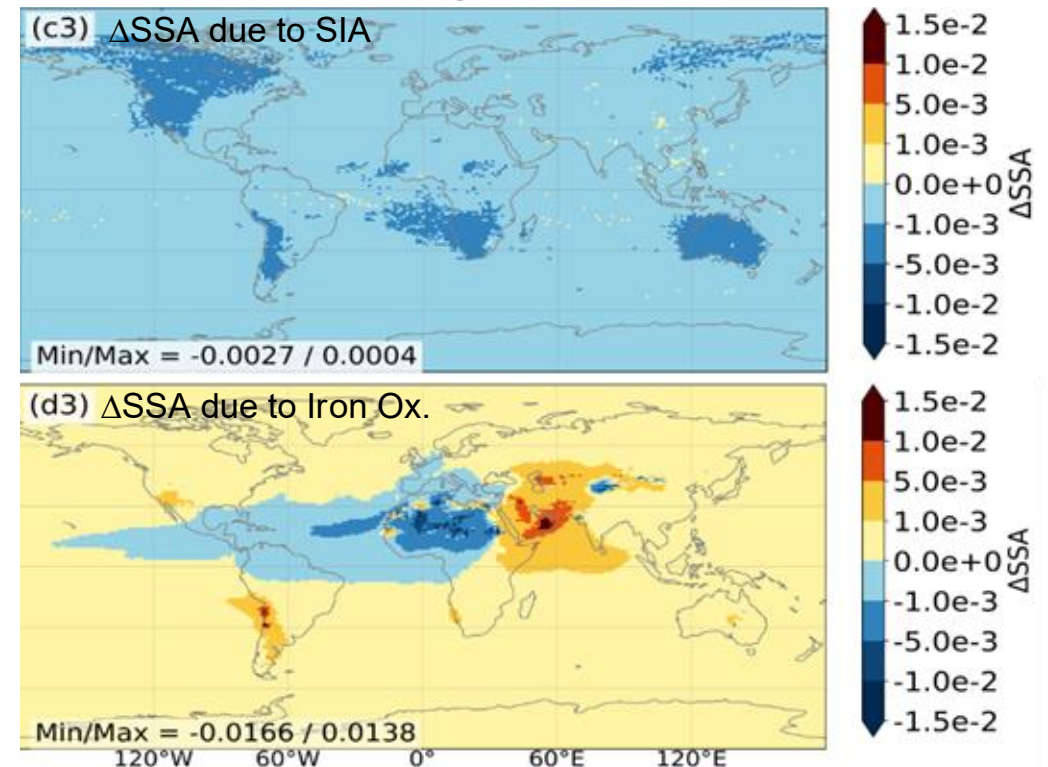 (c3) ΔSSA due to SIA
Min/Max = -0.0027 / 0.0004
1.5e-2
1.0e-2
5.0e-3
1.0e-3
0.0e+0
-1.0e-3
-5.0e-3
-1.0e-2
-1.5e-2
ΔSSA
(d3) ΔSSA due to Iron Ox.
Min/Max = -0.0166 / 0.0138
120°W 60°W 0° 60°E 120°E
1.5e-2
1.0e-2
5.0e-3
1.0e-3
0.0e+0
-1.0e-3
-5.0e-3
-1.0e-2
-1.5e-2
ΔSSA